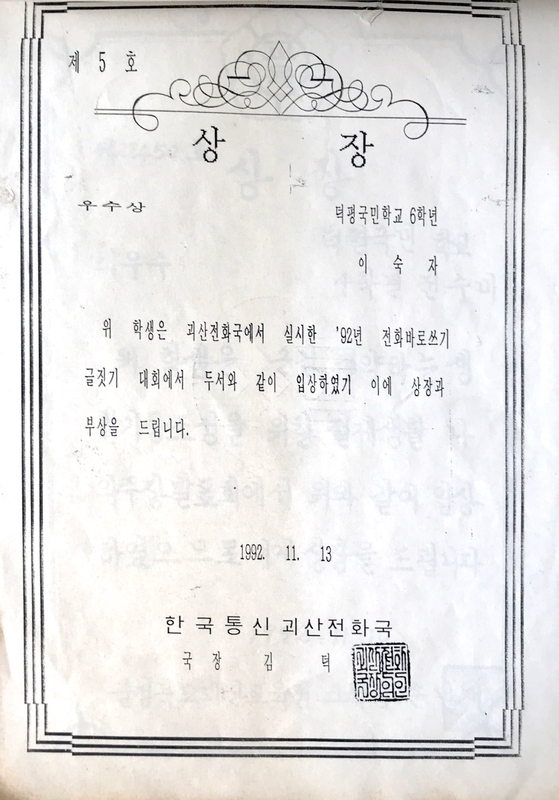 제 5 호
상 장
우수상
덕평국민학교 6학년
이 숙 자
위 학생은 괴산전화국에서 실시한 '92년 전화바로쓰기
글짓기 대회에서 두서와 같이 입상하였기 이에 상장과
부상을 드립니다.
1992. 11. 13
한국통신 괴산전화국
국 장 김 덕